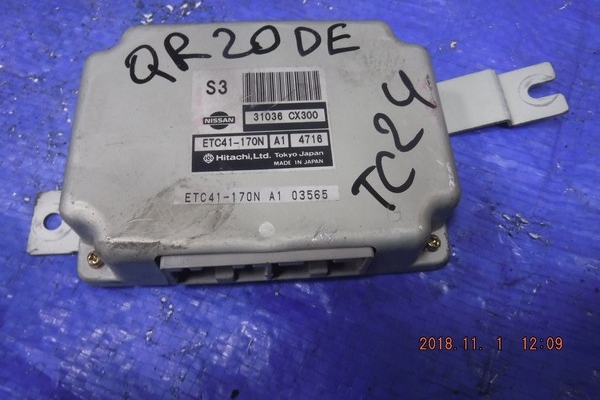 QR20DE
S3
NISSAN
31036 CX300
ETC41-170N A1 4716
Hitachi, Ltd. Tokyo Japan
MADE IN JAPAN
ETC41-170N A1 03565
TC24
2018.11. 1 12:09